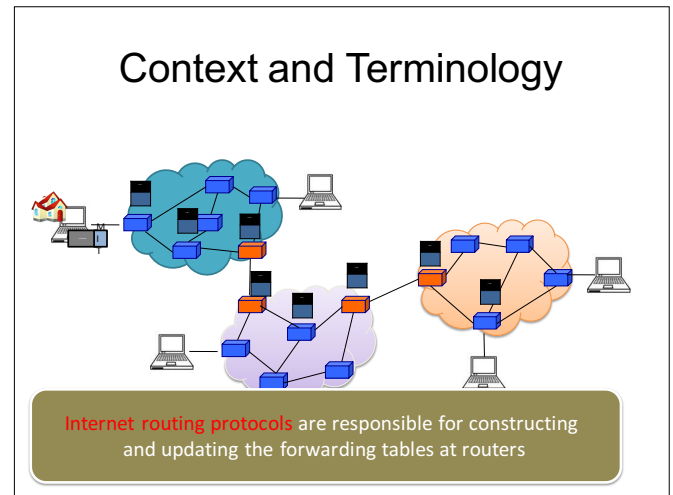 Context and Terminology
Internet routing protocols are responsible for constructing
and updating the forwarding tables at routers